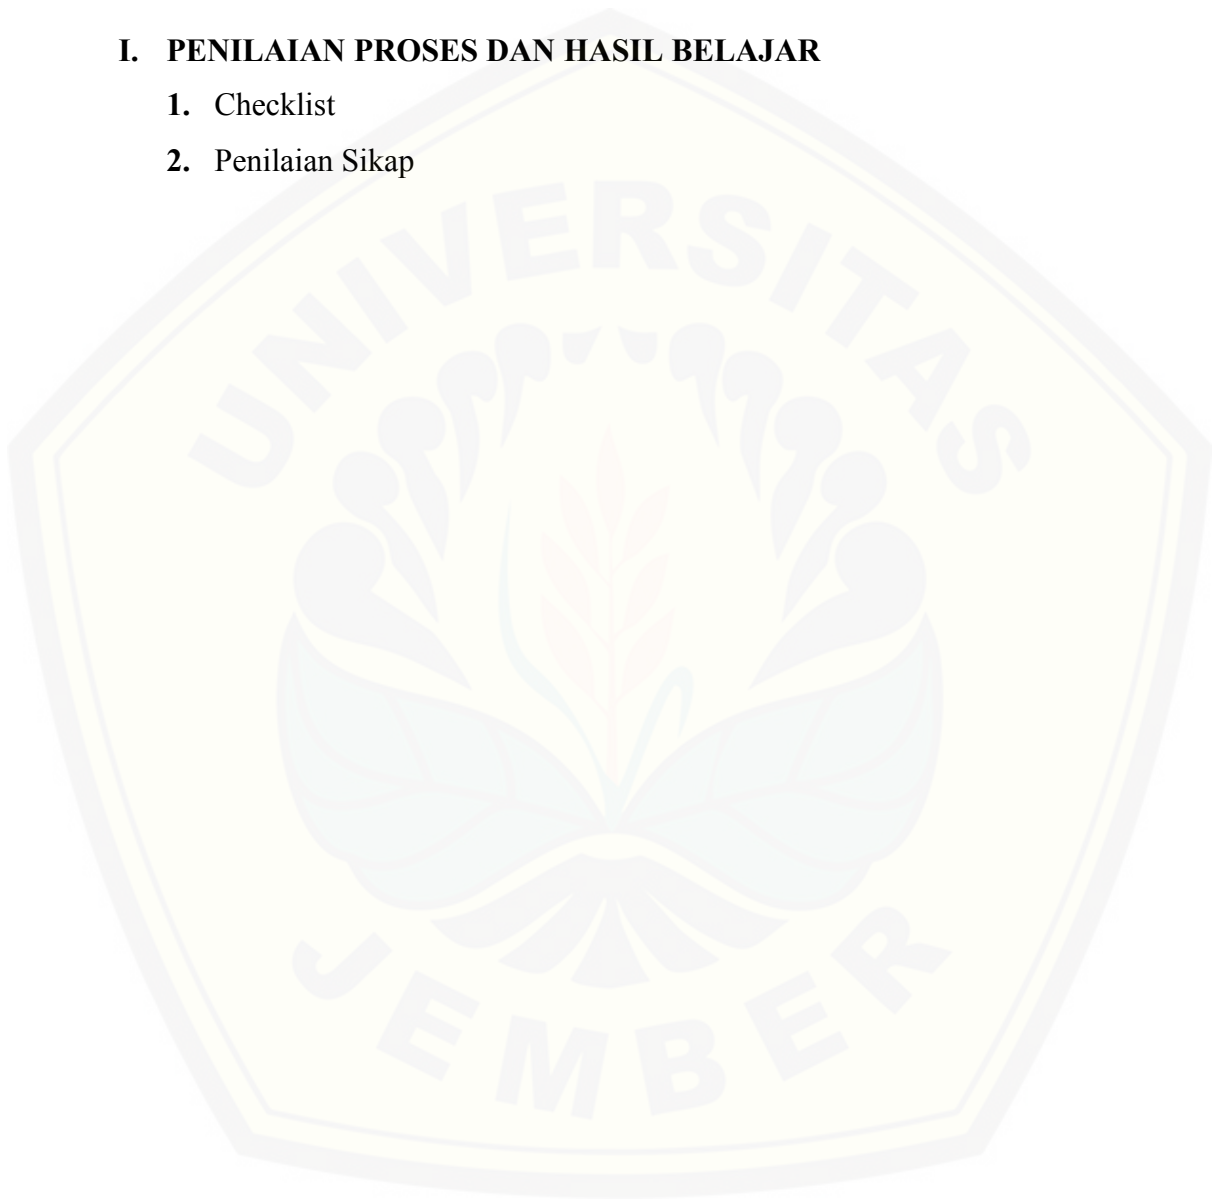 I. PENILAIAN PROSES DAN HASIL BELAJAR
1. Checklist
2. Penilaian Sikap
UNIVERSITAS
JEMBER